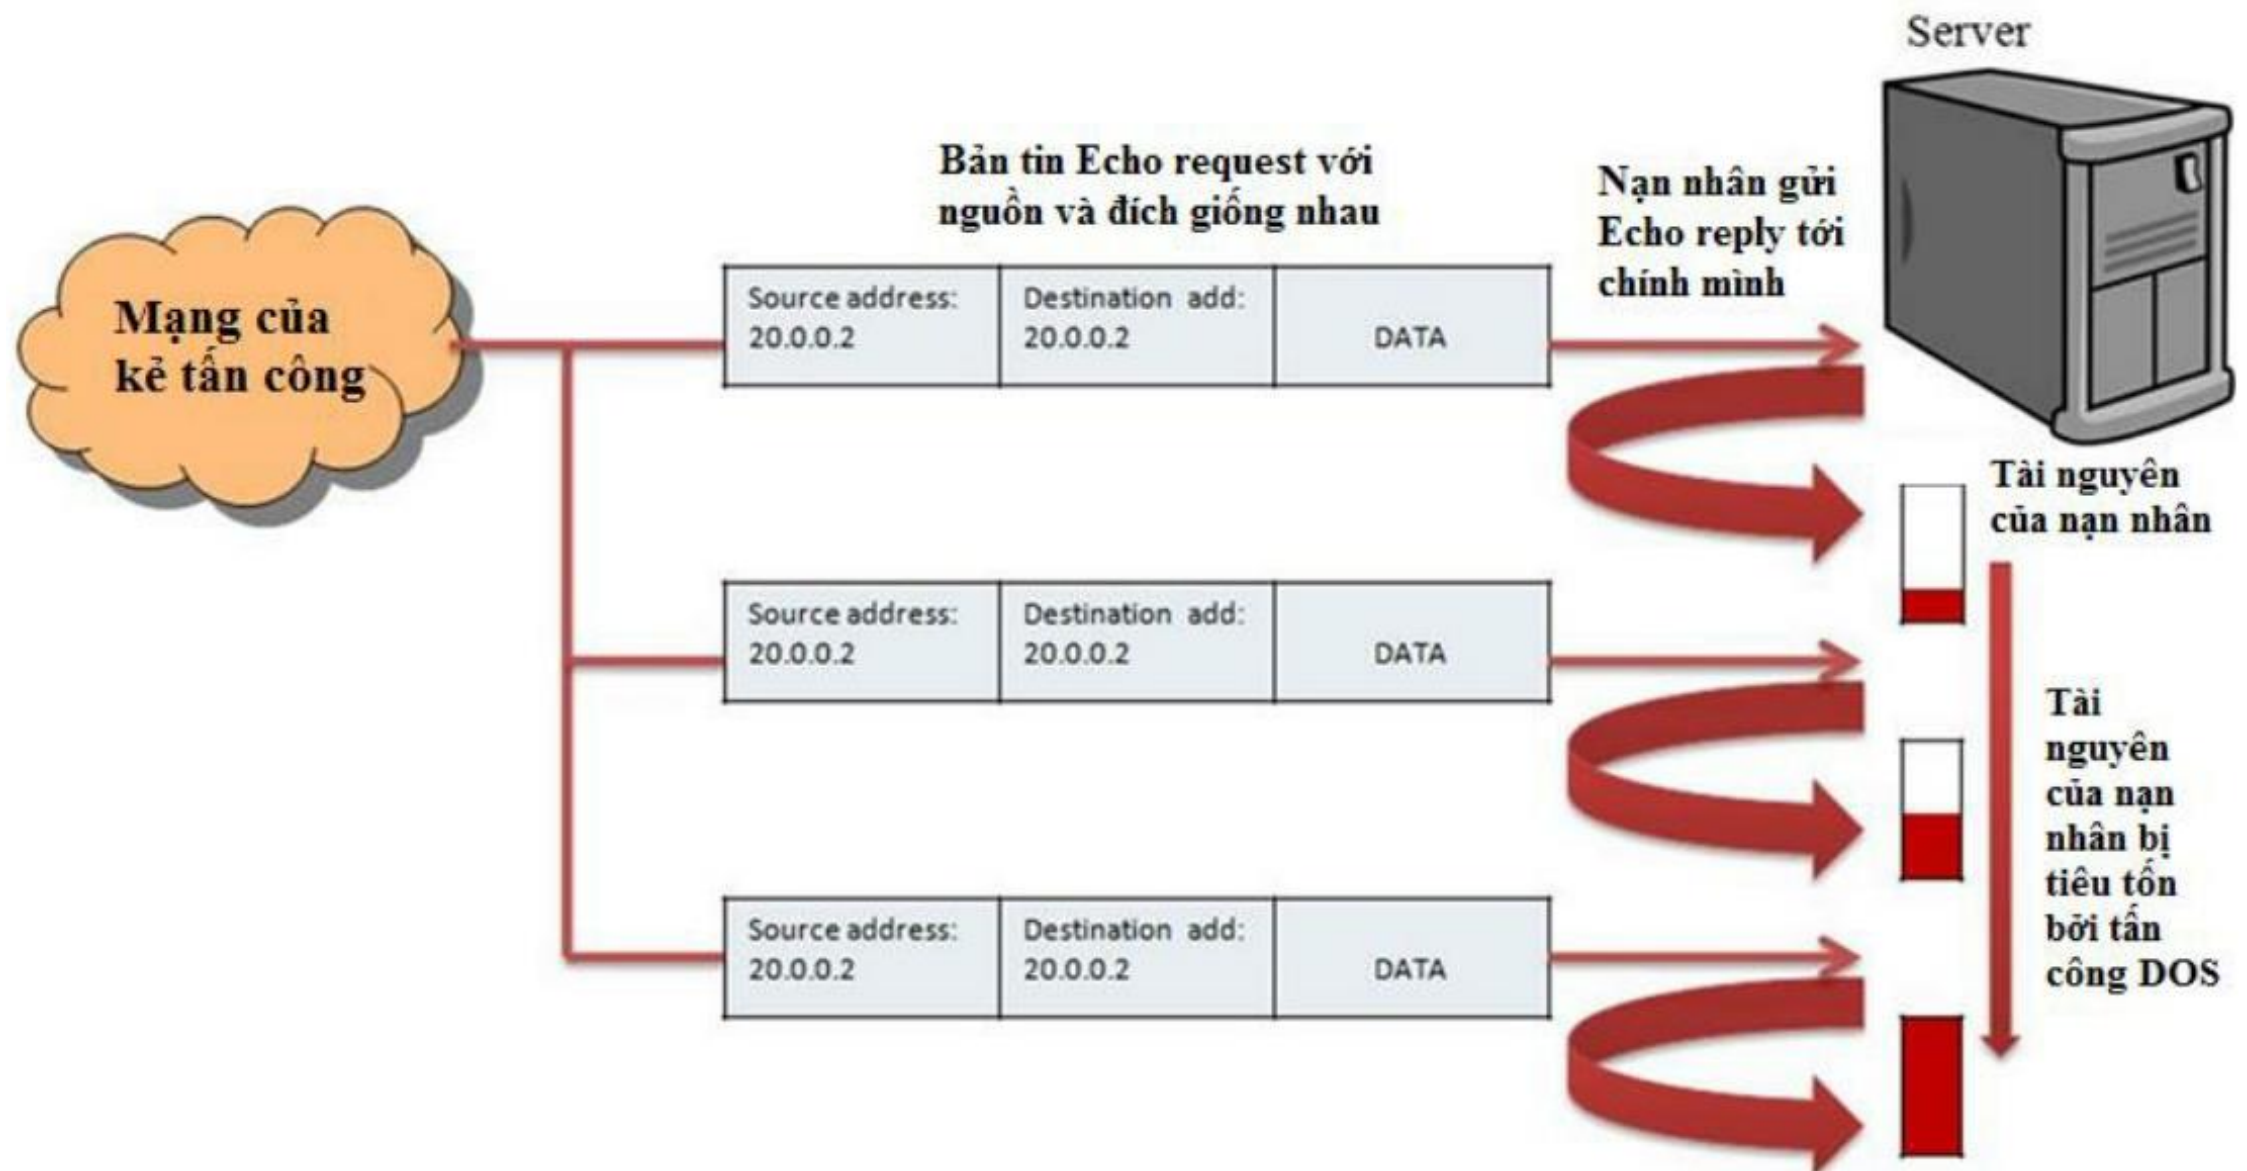 Server
Bản tin Echo request với
nguồn và đích giống nhau
Nạn nhân gửi
Echo reply tới
chính mình
Mạng của
kẻ tấn công
Source address:
20.0.0.2
Destination add:
20.0.0.2
DATA
Tài nguyên
của nạn nhân
Source address:
20.0.0.2
Destination add:
20.0.0.2
DATA
Tài
nguyên
của nạn
nhân bị
tiêu tốn
bởi tấn
công DOS
Source address:
20.0.0.2
Destination add:
20.0.0.2
DATA